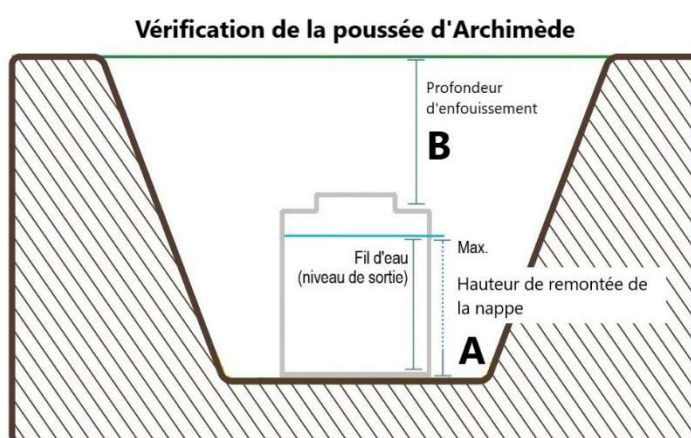 Vérification de la poussée d'Archimède
Profondeur
d'enfouissement
B
Fil d'eau
(niveau de sortie)
Max.
Hauteur de remontée de
la nappe
A